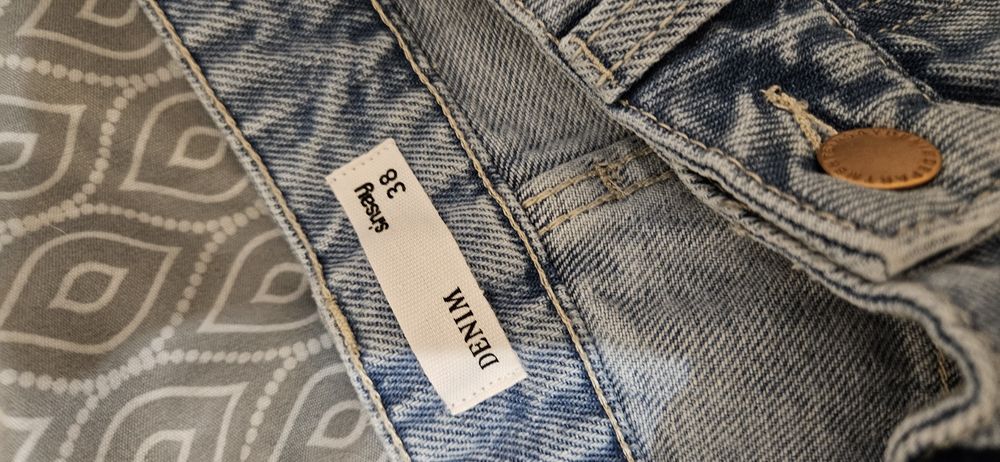 DENIM
sinsay
38